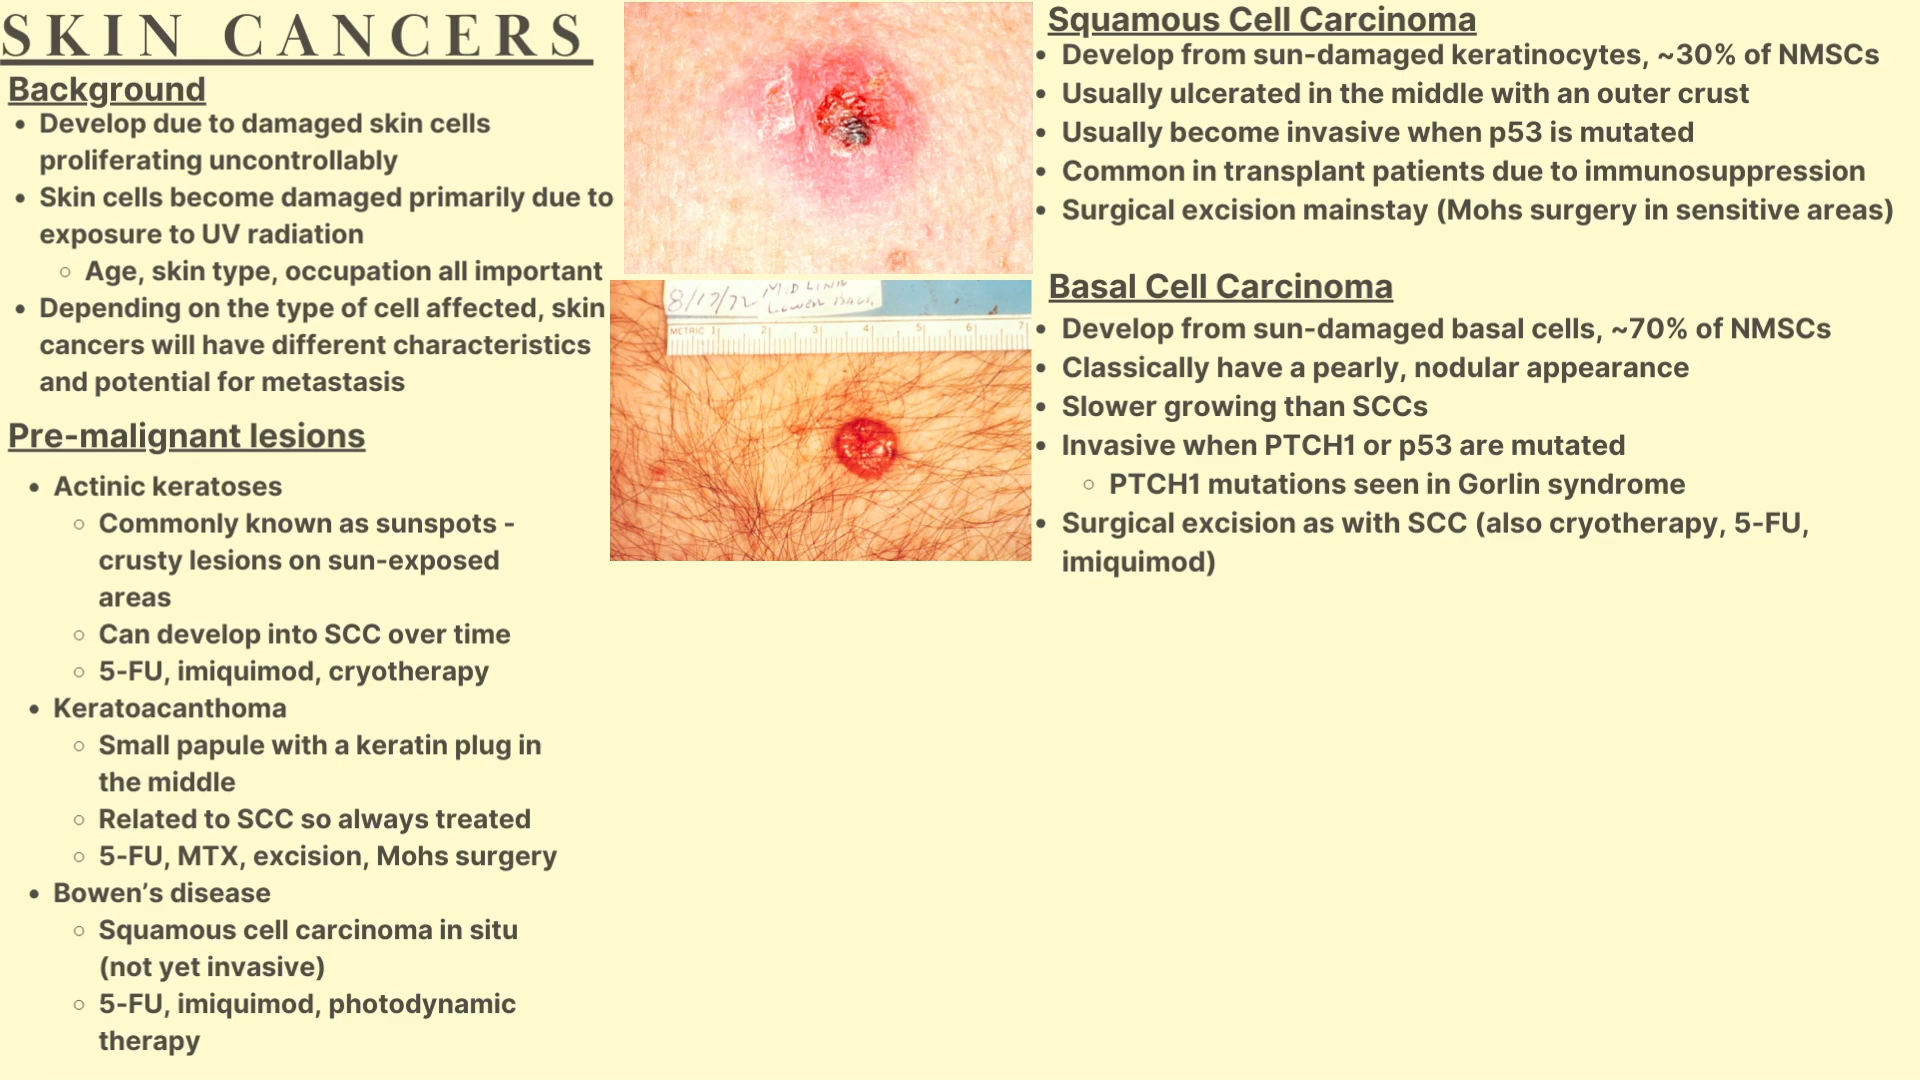 SKIN CANCERS
Background
• Develop due to damaged skin cells
proliferating uncontrollably
• Skin cells become damaged primarily due to
exposure to UV radiation
○ Age, skin type, occupation all important
• Depending on the type of cell affected, skin
cancers will have different characteristics
and potential for metastasis
Pre-malignant lesions
• Actinic keratoses
○ Commonly known as sunspots -
crusty lesions on sun-exposed
areas
○ Can develop into SCC over time
○ 5-FU, imiquimod, cryotherapy
• Keratoacanthoma
○ Small papule with a keratin plug in
the middle
○ Related to SCC so always treated
○ 5-FU, MTX, excision, Mohs surgery
• Bowen’s disease
○ Squamous cell carcinoma in situ
(not yet invasive)
○ 5-FU, imiquimod, photodynamic
therapy
8/17/72 MIDLINE
LOWER BACK
METRIC 1 2 3 4 5 6 7
Squamous Cell Carcinoma
• Develop from sun-damaged keratinocytes, ~30% of NMSCs
• Usually ulcerated in the middle with an outer crust
• Usually become invasive when p53 is mutated
• Common in transplant patients due to immunosuppression
• Surgical excision mainstay (Mohs surgery in sensitive areas)
Basal Cell Carcinoma
• Develop from sun-damaged basal cells, ~70% of NMSCs
• Classically have a pearly, nodular appearance
• Slower growing than SCCs
• Invasive when PTCH1 or p53 are mutated
○ PTCH1 mutations seen in Gorlin syndrome
• Surgical excision as with SCC (also cryotherapy, 5-FU,
imiquimod)